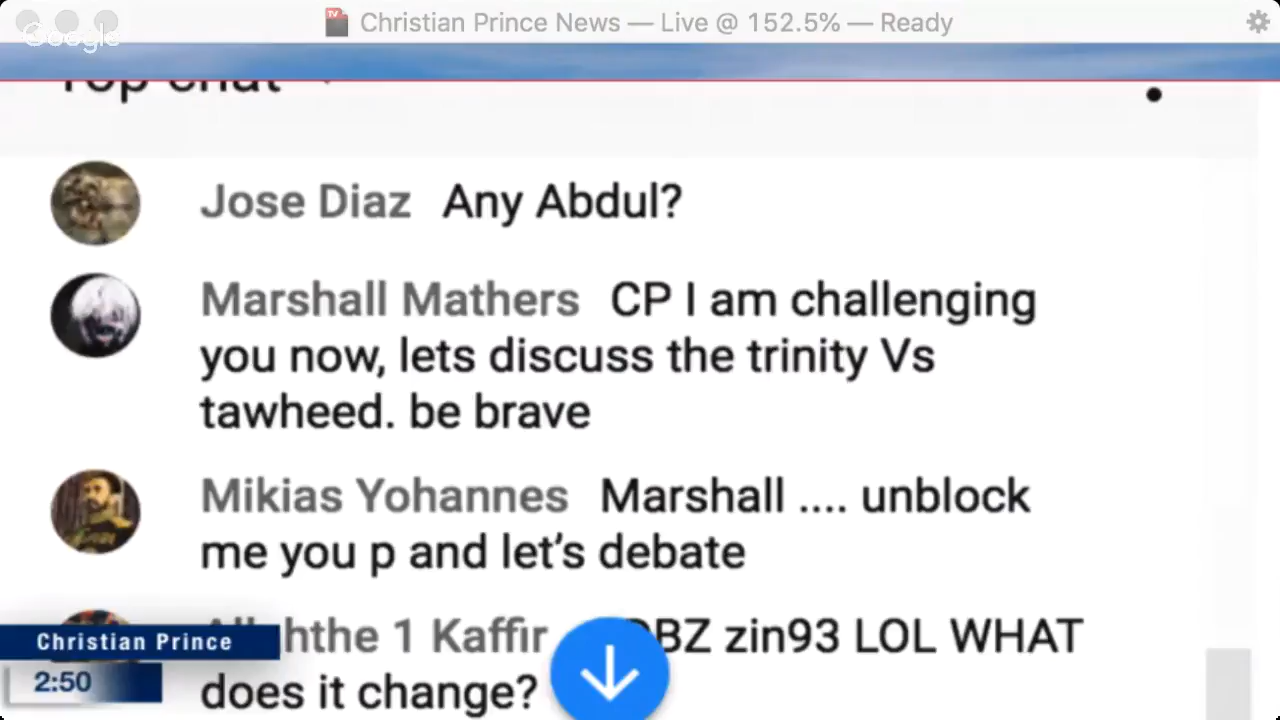 Christian Prince News — Live @ 152.5% — Ready
Google
Top chat
Jose Diaz Any Abdul?
Marshall Mathers CP I am challenging
you now, lets discuss the trinity Vs
tawheed. be brave
Mikias Yohannes Marshall .... unblock
me you p and let's debate
1 Kaffir zin93 LOL WHAT
does it change?
Christian Prince
2:50